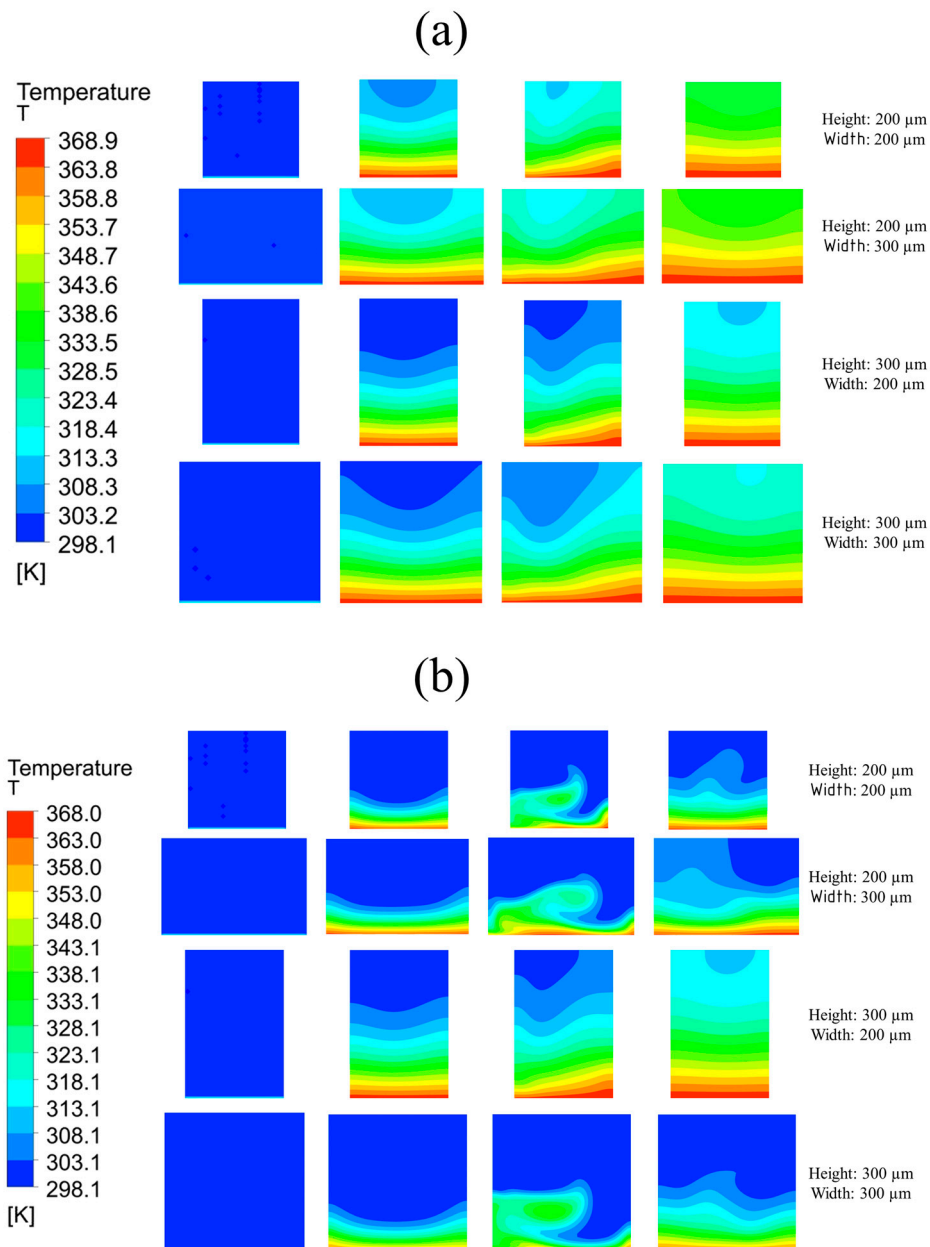 (a)
Temperature
T
368.9
363.8
358.8
353.7
348.7
343.6
338.6
333.5
328.5
323.4
318.4
313.3
308.3
303.2
298.1
[K]
Height: 200 µm
Width: 200 µm
Height: 200 µm
Width: 300 µm
Height: 300 µm
Width: 200 µm
Height: 300 µm
Width: 300 µm
(b)
Temperature
T
368.0
363.0
358.0
353.0
348.0
343.1
338.1
333.1
328.1
323.1
318.1
313.1
308.1
303.1
298.1
[K]
Height: 200 µm
Width: 200 µm
Height: 200 µm
Width: 300 µm
Height: 300 µm
Width: 200 µm
Height: 300 µm
Width: 300 µm